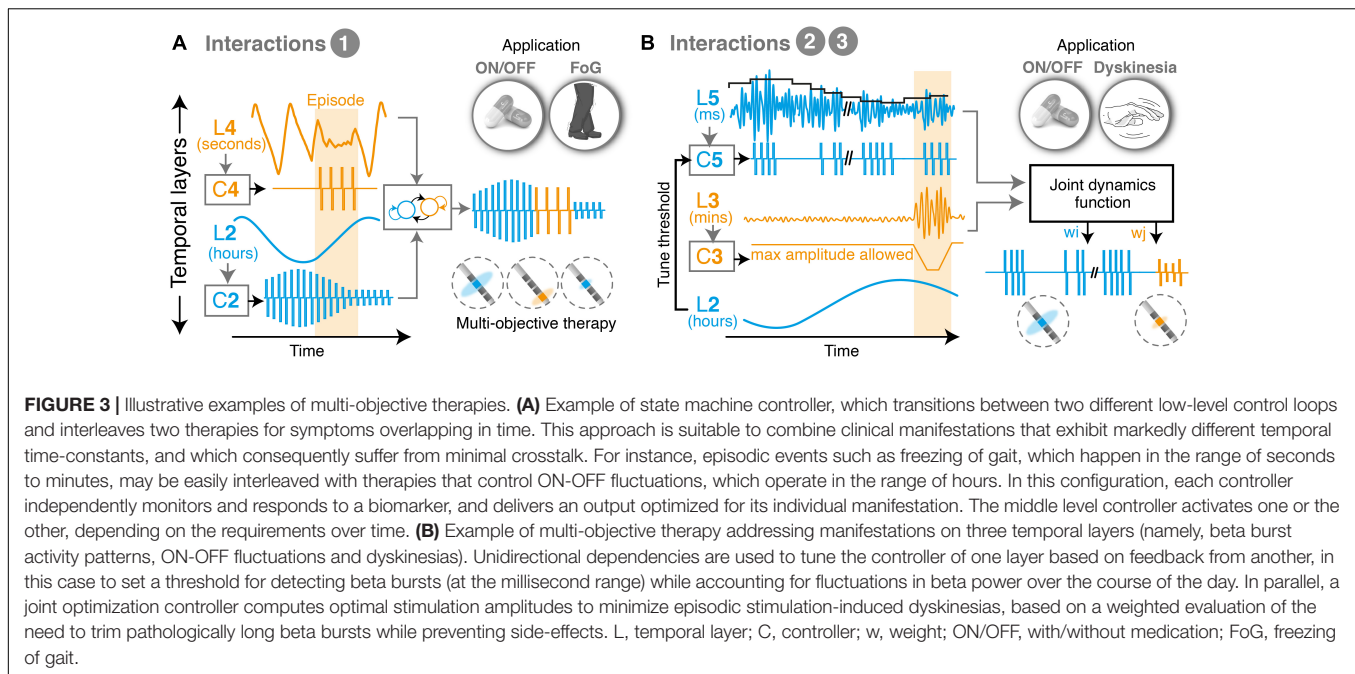 A Interactions 1
Application
ON/OFF FoG
Temporal layers
L4
(seconds)
C4
Episode
L2
(hours)
C2
Time
Multi-objective therapy
B Interactions 2 3
Application
ON/OFF Dyskinesia
Tune threshold
L5
(ms)
C5
//
L3
(mins)
C3
max amplitude allowed
L2
(hours)
Time
Joint dynamics
function
wi wj
//
FIGURE 3 | Illustrative examples of multi-objective therapies. (A) Example of state machine controller, which transitions between two different low-level control loops
and interleaves two therapies for symptoms overlapping in time. This approach is suitable to combine clinical manifestations that exhibit markedly different temporal
time-constants, and which consequently suffer from minimal crosstalk. For instance, episodic events such as freezing of gait, which happen in the range of seconds
to minutes, may be easily interleaved with therapies that control ON-OFF fluctuations, which operate in the range of hours. In this configuration, each controller
independently monitors and responds to a biomarker, and delivers an output optimized for its individual manifestation. The middle level controller activates one or the
other, depending on the requirements over time. (B) Example of multi-objective therapy addressing manifestations on three temporal layers (namely, beta burst
activity patterns, ON-OFF fluctuations and dyskinesias). Unidirectional dependencies are used to tune the controller of one layer based on feedback from another, in
this case to set a threshold for detecting beta bursts (at the millisecond range) while accounting for fluctuations in beta power over the course of the day. In parallel, a
joint optimization controller computes optimal stimulation amplitudes to minimize episodic stimulation-induced dyskinesias, based on a weighted evaluation of the
need to trim pathologically long beta bursts while preventing side-effects. L, temporal layer; C, controller; w, weight; ON/OFF, with/without medication; FoG, freezing
of gait.